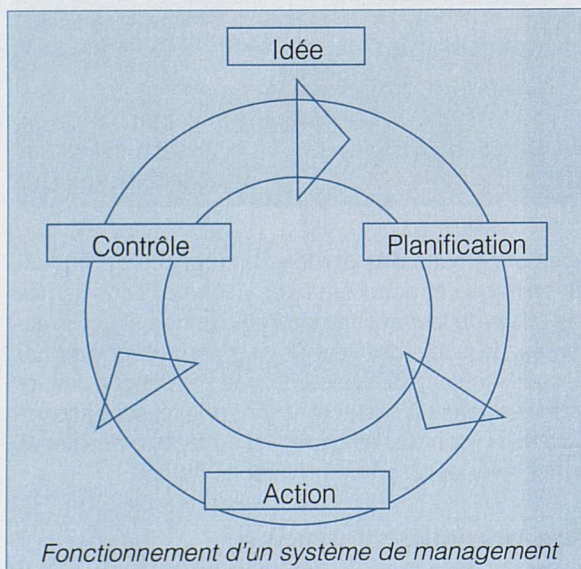 Idée
Contrôle
Planification
Action
Fonctionnement d'un système de management